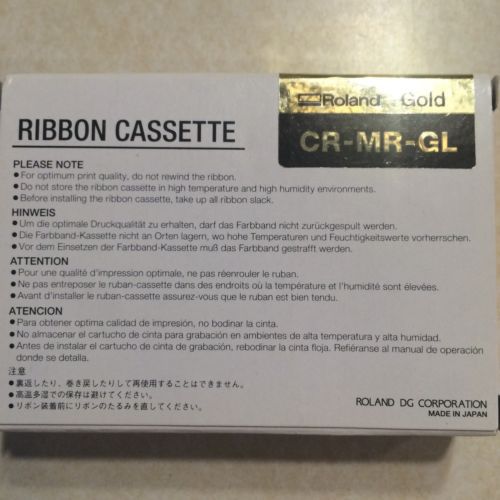 Roland Gold
CR-MR-GL
RIBBON CASSETTE
PLEASE NOTE
● For optimum print quality, do not rewind the ribbon.
● Do not store the ribbon cassette in high temperature and high humidity environments.
● Before installing the ribbon cassette, take up all ribbon slack.
HINWEIS
● Um die optimale Druckqualität zu erhalten, darf das Farbband nicht zurückgespult werden.
● Die Farbband-Kassette nicht an Orten lagern, wo hohe Temperaturen und Feuchtigkeitswerte vorherrschen.
● Vor dem Einsetzen der Farbband-Kassette muß das Farbband gestrafft werden.
ATTENTION
● Pour une qualité d'impression optimale, ne pas réenrouler le ruban.
● Ne pas entreposer le ruban-cassette dans des endroits où la température et l'humidité sont élevées.
● Avant d'installer le ruban-cassette assurez-vous que le ruban est bien tendu.
ATENCION
● Para obtener optima calidad de impresión, no bodinar la cinta.
● No almacenar el cartucho de cinta para grabación en ambientes de alta temperatura y alta humidad.
● Antes de instalar el cartucho de cinta de grabación, rebodinar la cinta floja. Refiérase al manual de operación
donde se detalla.
注意
● 裏返したり、巻き戻したりして再使用することはできません。
● 高温多湿での保存は避けてください。
● リボン装着前にリボンのたるみを直してください。
ROLAND DG CORPORATION
MADE IN JAPAN